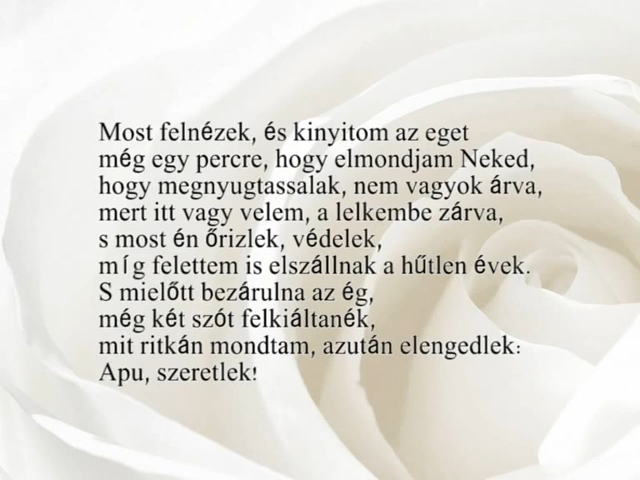 Most felnézek, és kinyitom az eget
még egy percre, hogy elmondjam Neked,
hogy megnyugtassalak, nem vagyok árva,
mert itt vagy velem, a lelkembe zárva,
s most én őrizlek, védelek,
míg felettem is elszállnak a hűtlen évek.
S mielőtt bezárulna az ég,
még két szót felkiáltanék,
mit ritkán mondtam, azután elengedlek:
Apu, szeretlek!